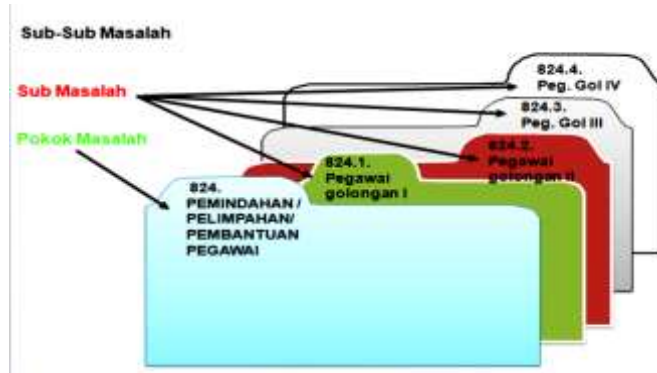 Sub-Sub Masalah
Sub Masalah
Pokok Masalah
824.4.
Peg. Gol IV
824.3.
Peg. Gol III
824.2.
Pegawai
golongan II
824.1.
Pegawai
golongan I
824.
PEMINDAHAN /
PELIMPAHAN/
PEMBANTUAN
PEGAWAI